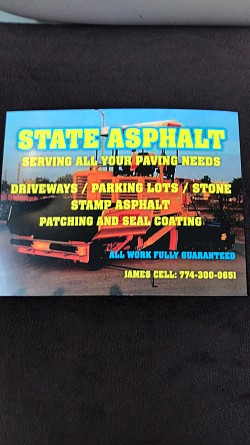 STATE ASPHALT
SERVING ALL YOUR PAVING NEEDS
DRIVEWAYS / PARKING LOTS / STONE
STAMP ASPHALT
PATCHING AND SEAL COATING
ALL WORK FULLY GUARANTEED
JAMES CELL: 774-300-0651